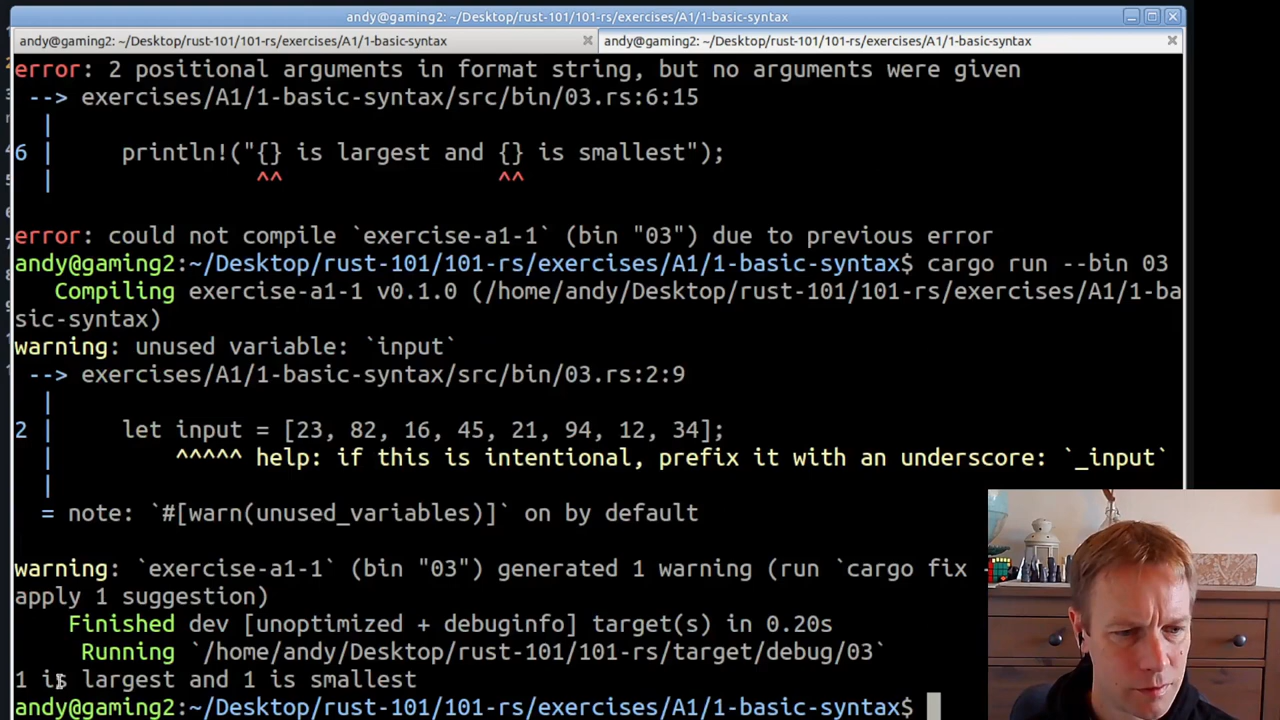 andy@gaming2: ~/Desktop/rust-101/101-rs/exercises/A1/1-basic-syntax
andy@gaming2: ~/Desktop/rust-101/101-rs/exercises/A1/1-basic-syntax
andy@gaming2: ~/Desktop/rust-101/101-rs/exercises/A1/1-basic-syntax
error: 2 positional arguments in format string, but no arguments were given
--> exercises/A1/1-basic-syntax/src/bin/03.rs:6:15
|
6 |     println!("{} is largest and {} is smallest");
|               ^^                ^^
error: could not compile `exercise-a1-1` (bin "03") due to previous error
andy@gaming2:~/Desktop/rust-101/101-rs/exercises/A1/1-basic-syntax$ cargo run --bin 03
Compiling exercise-a1-1 v0.1.0 (/home/andy/Desktop/rust-101/101-rs/exercises/A1/1-ba
sic-syntax)
warning: unused variable: `input`
--> exercises/A1/1-basic-syntax/src/bin/03.rs:2:9
|
2 |     let input = [23, 82, 16, 45, 21, 94, 12, 34];
|         ^^^^^ help: if this is intentional, prefix it with an underscore: `_input`
|
= note: `#[warn(unused_variables)]` on by default
warning: `exercise-a1-1` (bin "03") generated 1 warning (run `cargo fix
apply 1 suggestion)
Finished dev [unoptimized + debuginfo] target(s) in 0.20s
Running `/home/andy/Desktop/rust-101/101-rs/target/debug/03`
1 is largest and 1 is smallest
andy@gaming2:~/Desktop/rust-101/101-rs/exercises/A1/1-basic-syntax$